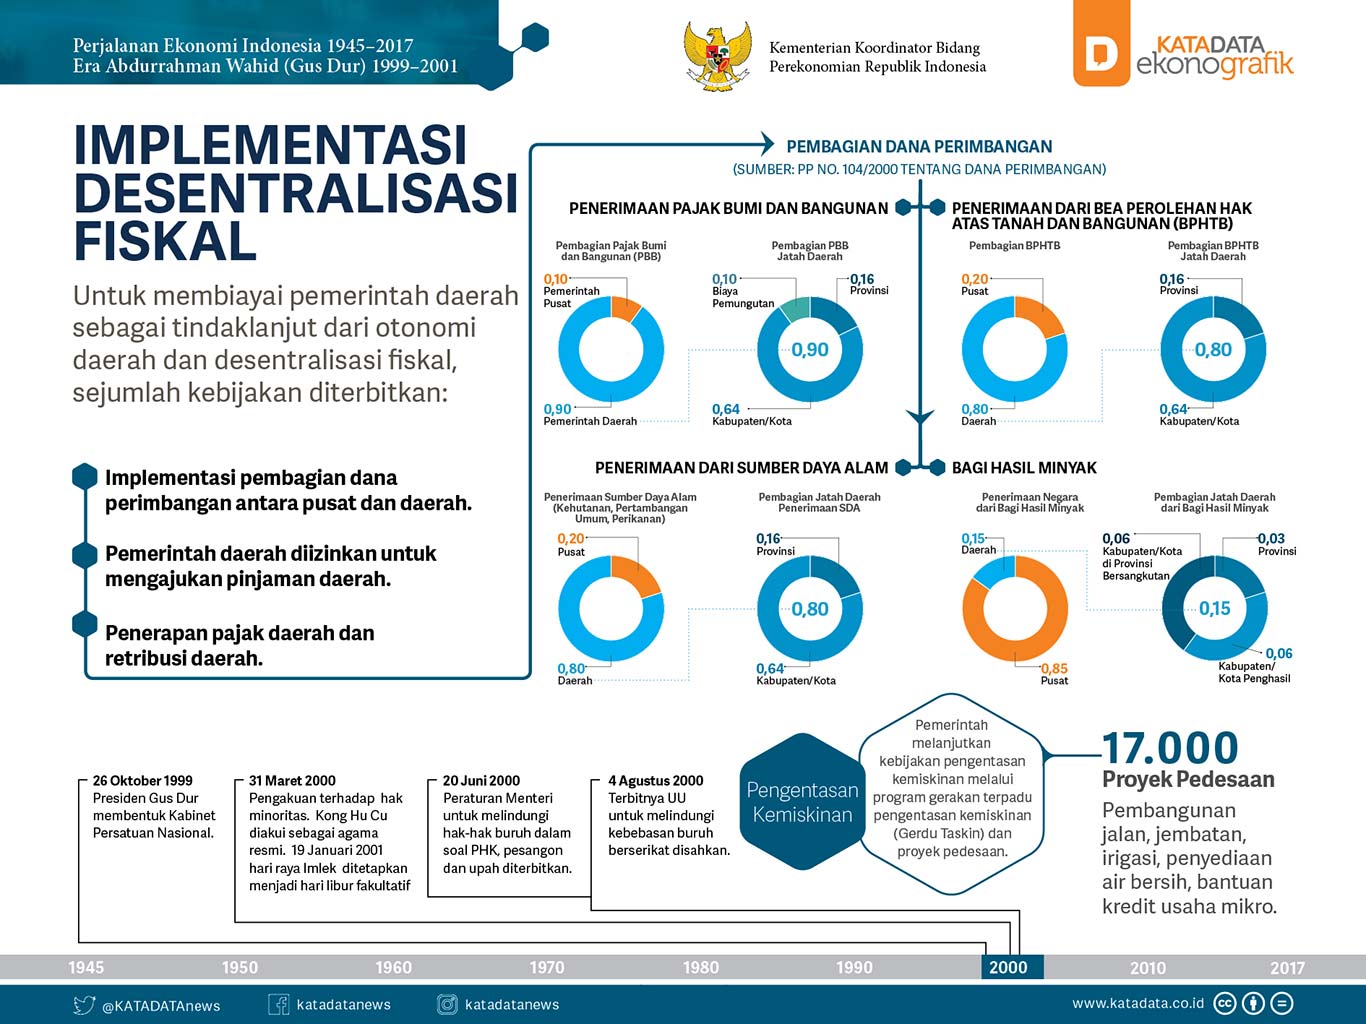 Perjalanan Ekonomi Indonesia 1945–2017
Era Abdurrahman Wahid (Gus Dur) 1999–2001
Kementerian Koordinator Bidang
Perekonomian Republik Indonesia
D
KATADATA
ekonografik
IMPLEMENTASI
DESENTRALISASI
FISKAL
Untuk membiayai pemerintah daerah
sebagai tindaklanjut dari otonomi
daerah dan desentralisasi fiskal,
sejumlah kebijakan diterbitkan:
Implementasi pembagian dana
perimbangan antara pusat dan daerah.
Pemerintah daerah diizinkan untuk
mengajukan pinjaman daerah.
Penerapan pajak daerah dan
retribusi daerah.
PEMBAGIAN DANA PERIMBANGAN
(SUMBER: PP NO. 104/2000 TENTANG DANA PERIMBANGAN)
PENERIMAAN PAJAK BUMI DAN BANGUNAN
Pembagian Pajak Bumi
dan Bangunan (PBB)
0,10
Pemerintah
Pusat
0,90
Pemerintah Daerah
Pembagian PBB
Jatah Daerah
0,10
Biaya
Pemungutan
0,16
Provinsi
0,90
0,64
Kabupaten/Kota
PENERIMAAN DARI BEA PEROLEHAN HAK
ATAS TANAH DAN BANGUNAN (BPHTB)
Pembagian BPHTB
0,20
Pusat
0,80
Daerah
Pembagian BPHTB
Jatah Daerah
0,16
Provinsi
0,80
0,64
Kabupaten/Kota
PENERIMAAN DARI SUMBER DAYA ALAM
Penerimaan Sumber Daya Alam
(Kehutanan, Pertambangan
Umum, Perikanan)
0,20
Pusat
0,80
Daerah
Pembagian Jatah Daerah
Penerimaan SDA
0,16
Provinsi
0,80
0,64
Kabupaten/Kota
BAGI HASIL MINYAK
Penerimaan Negara
dari Bagi Hasil Minyak
0,15
Daerah
0,85
Pusat
Pembagian Jatah Daerah
dari Bagi Hasil Minyak
0,06
Kabupaten/Kota
di Provinsi
Bersangkutan
0,03
Provinsi
0,15
0,06
Kabupaten/
Kota Penghasil
26 Oktober 1999
Presiden Gus Dur
membentuk Kabinet
Persatuan Nasional.
31 Maret 2000
Pengakuan terhadap hak
minoritas. Kong Hu Cu
diakui sebagai agama
resmi. 19 Januari 2001
hari raya Imlek ditetapkan
menjadi hari libur fakultatif
20 Juni 2000
Peraturan Menteri
untuk melindungi
hak-hak buruh dalam
soal PHK, pesangon
dan upah diterbitkan.
4 Agustus 2000
Terbitnya UU
untuk melindungi
kebebasan buruh
berserikat disahkan.
Pengentasan
Kemiskinan
Pemerintah
melanjutkan
kebijakan pengentasan
kemiskinan melalui
program gerakan terpadu
pengentasan kemiskinan
(Gerdu Taskin) dan
proyek pedesaan.
17.000
Proyek Pedesaan
Pembangunan
jalan, jembatan,
irigasi, penyediaan
air bersih, bantuan
kredit usaha mikro.
1945 1950 1960 1970 1980 1990 2000 2010 2017
@KATADATAnews
katadatanews
katadatanews
www.katadata.co.id
cc